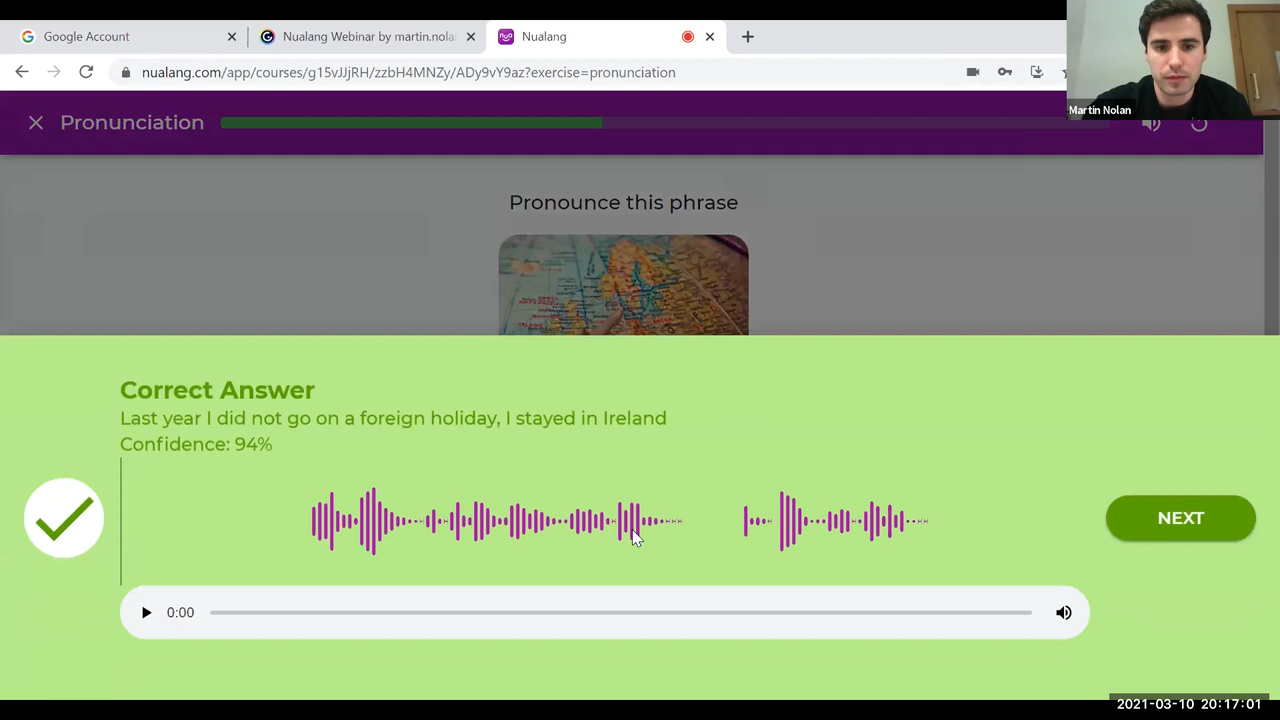 Google Account
Nualang Webinar by martin.nola
Nualang
nualang.com/app/courses/g15vJJjRH/zzbH4MNZy/ADy9vY9az?exercise=pronunciation
Martin Nolan
Pronunciation
Pronounce this phrase
Correct Answer
Last year I did not go on a foreign holiday, I stayed in Ireland
Confidence: 94%
NEXT
0:00
2021-03-10 20:17:01